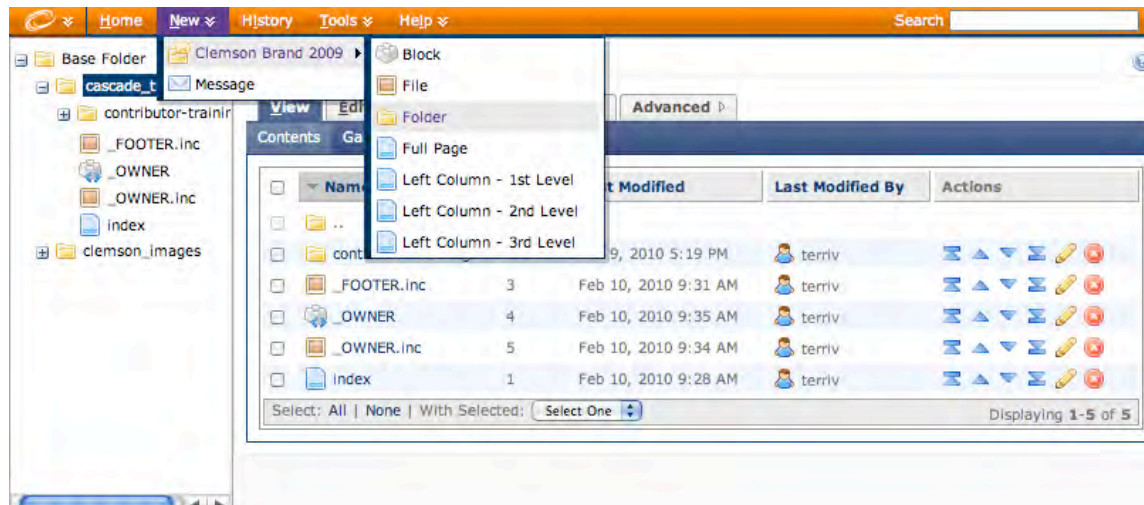 Home New History Tools Help Search
Base Folder
cascade_t
contributor-trainin
_FOOTER.inc
_OWNER
_OWNER.inc
index
clemson_images
Clemson Brand 2009
Message
Block
File
Folder
Full Page
Left Column - 1st Level
Left Column - 2nd Level
Left Column - 3rd Level
View Edi Advanced
Contents Ga
Nam t Modified Last Modified By Actions
..
cont 9, 2010 5:19 PM terriv
_FOOTER.inc 3 Feb 10, 2010 9:31 AM terriv
_OWNER 4 Feb 10, 2010 9:35 AM terriv
_OWNER.inc 5 Feb 10, 2010 9:34 AM terriv
index 1 Feb 10, 2010 9:28 AM terriv
Select: All | None | With Selected: Select One Displaying 1-5 of 5